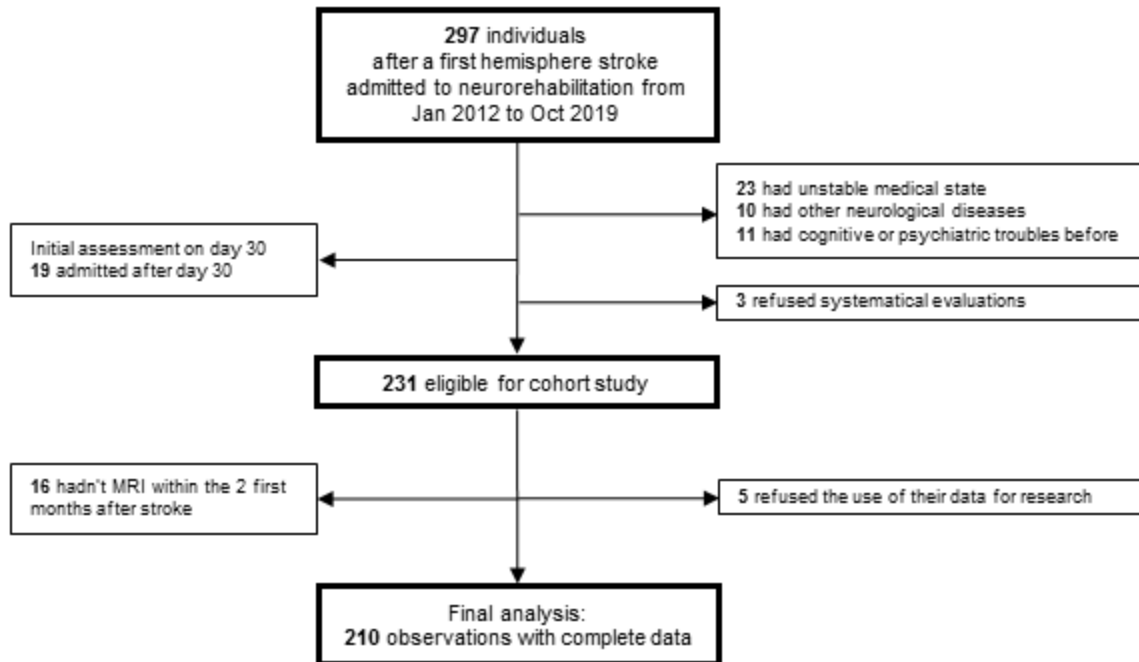 297 individuals
after a first hemisphere stroke
admitted to neurorehabilitation from
Jan 2012 to Oct 2019
23 had unstable medical state
10 had other neurological diseases
11 had cognitive or psychiatric troubles before
Initial assessment on day 30
19 admitted after day 30
3 refused systematical evaluations
231 eligible for cohort study
16 hadn't MRI within the 2 first
months after stroke
5 refused the use of their data for research
Final analysis:
210 observations with complete data